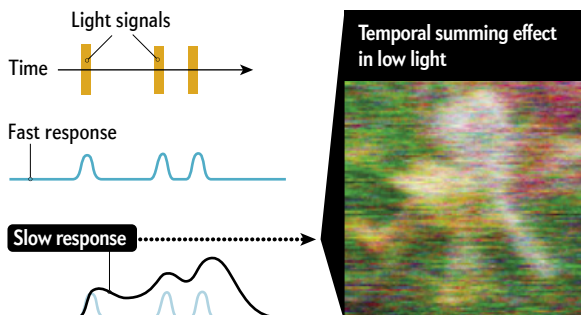 Light signals
Time
Fast response
Slow response
Temporal summing effect
in low light